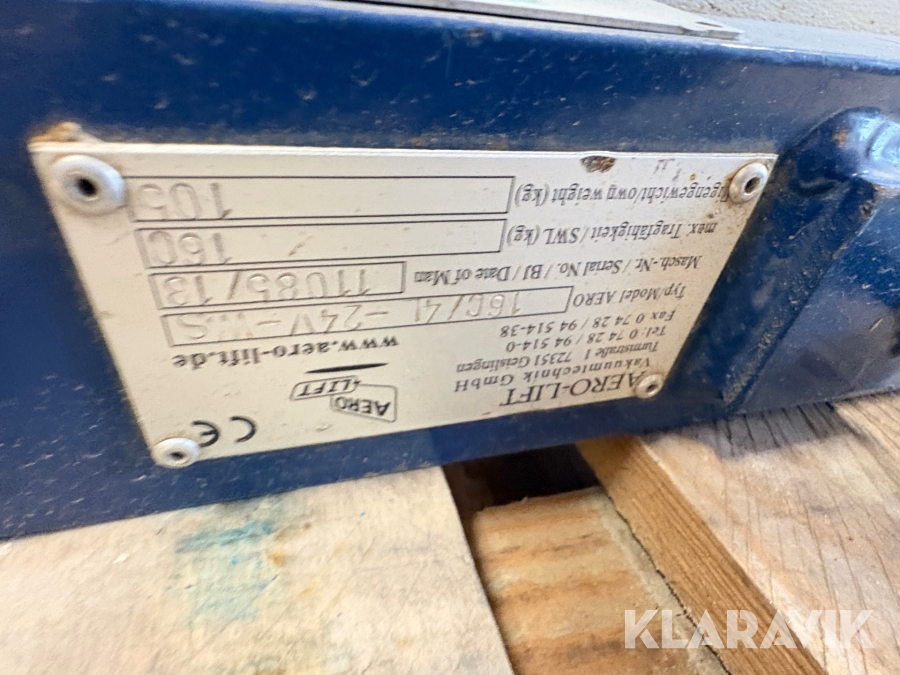 AERO-LIFT
Vakuumtechnik GmbH
Turmstraße 1 72351 Geislingen
Tel: 0 74 28 / 94 514-0
Fax 0 74 28 / 94 514-38
AERO
LIFT
CE
www.aero-lift.de
Typ/Model AERO 160/4 -24V-
Masch.-Nr. / Serial No. / BJ / Date of Man 11085/13
max. Tragfähigkeit / SWL (kg) 160
Eigengewicht/own weight (kg) 105
KLARAVIK